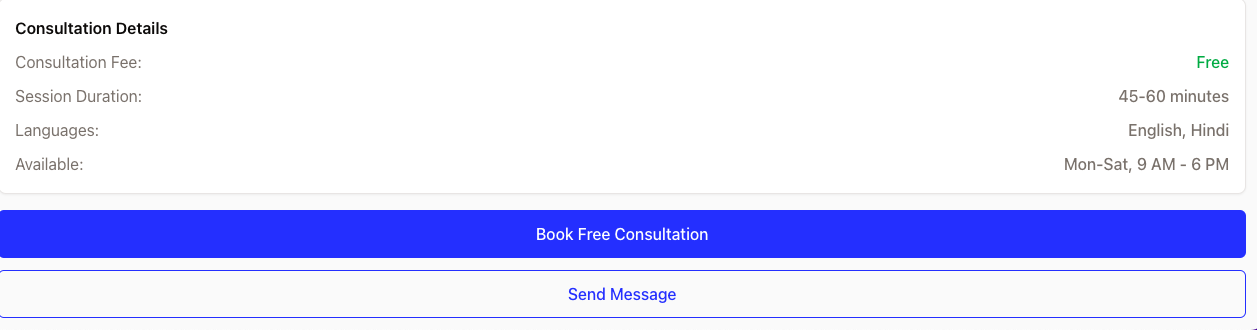 Consultation Details
Consultation Fee: Free
Session Duration: 45-60 minutes
Languages: English, Hindi
Available: Mon-Sat, 9 AM - 6 PM
Book Free Consultation
Send Message